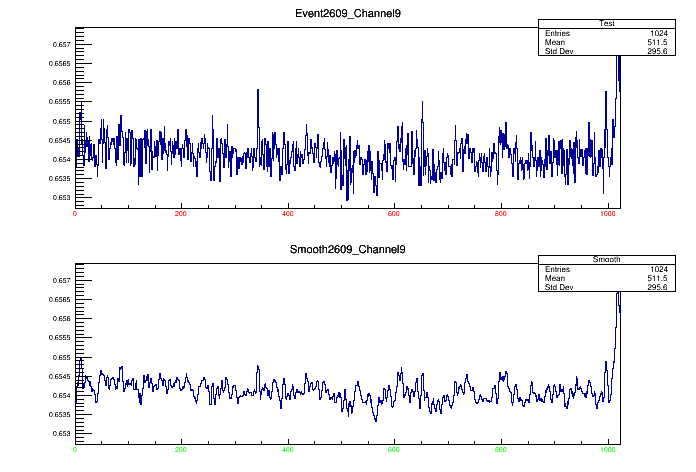 Event2609_Channel9
Test
Entries 1024
Mean 511.5
Std Dev 295.6
0.657
0.6565
0.656
0.6555
0.655
0.6545
0.654
0.6535
0.653
0 200 400 600 800 1000
Smooth2609_Channel9
Smooth
Entries 1024
Mean 511.5
Std Dev 295.6
0.657
0.6565
0.656
0.6555
0.655
0.6545
0.654
0.6535
0.653
0 200 400 600 800 1000